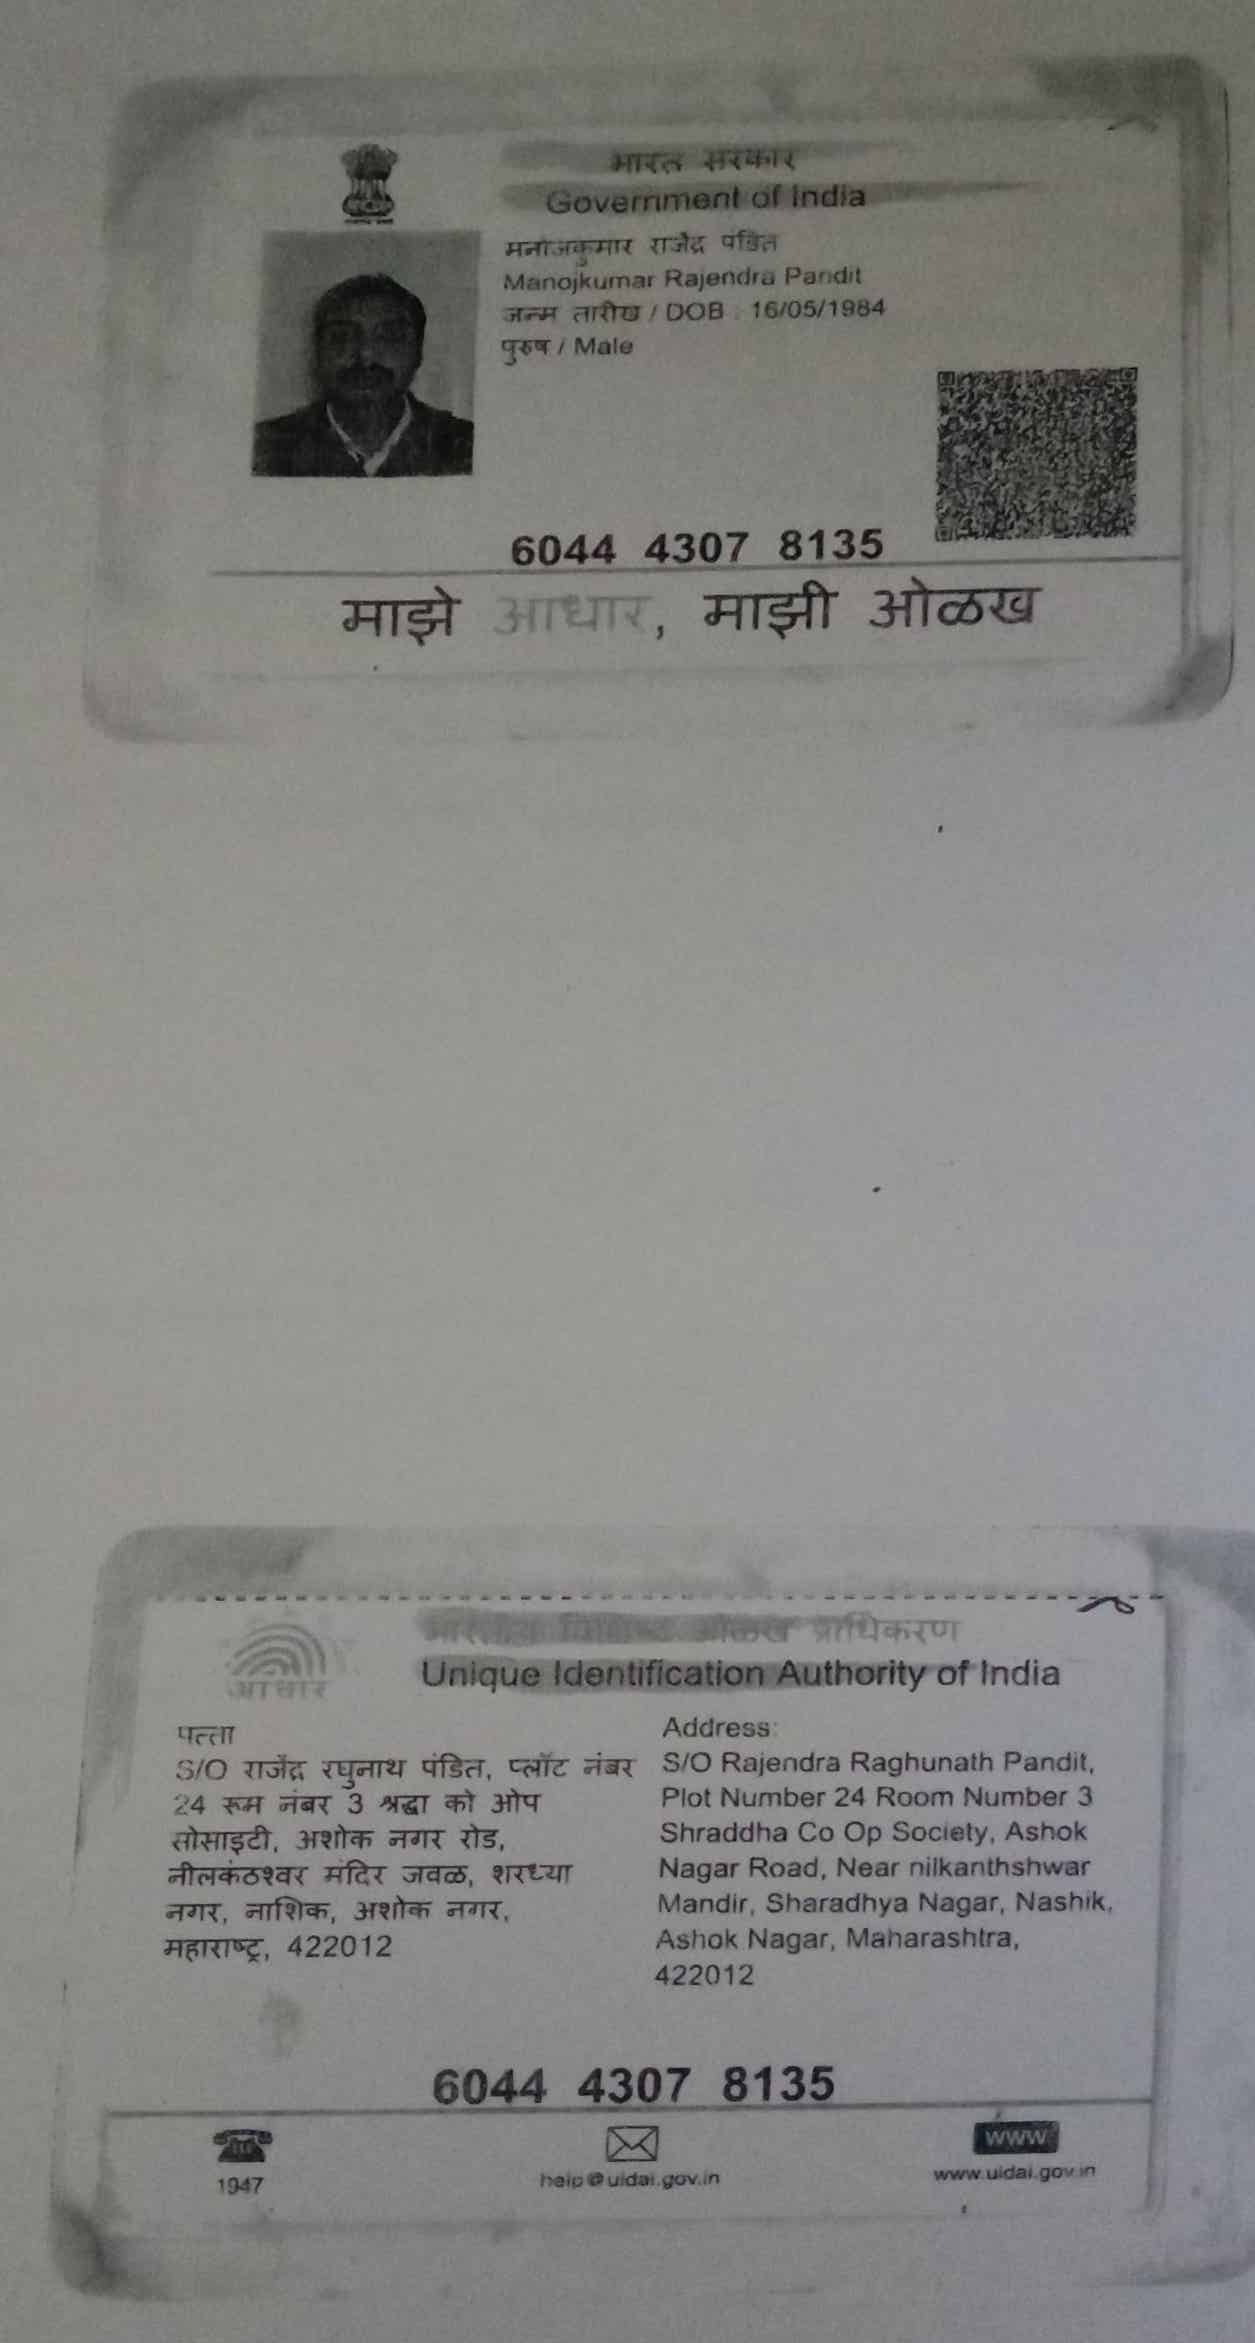 भारत सरकार
Government of India
मनोजकुमार राजेंद्र पंडित
Manojkumar Rajendra Pandit
जन्म तारीख / DOB : 16/05/1984
पुरुष / Male
6044 4307 8135
माझे आधार, माझी ओळख
भारतीय विशिष्ट ओळख प्राधिकरण
Unique Identification Authority of India
आधार
पत्ता
S/O राजेंद्र रघुनाथ पंडित, प्लॉट नंबर
24 रूम नंबर 3 श्रद्धा को ओप
सोसाइटी, अशोक नगर रोड,
नीलकंठश्वर मंदिर जवळ, शरध्या
नगर, नाशिक, अशोक नगर,
महाराष्ट्र, 422012
Address:
S/O Rajendra Raghunath Pandit,
Plot Number 24 Room Number 3
Shraddha Co Op Society, Ashok
Nagar Road, Near nilkanthshwar
Mandir, Sharadhya Nagar, Nashik,
Ashok Nagar, Maharashtra,
422012
6044 4307 8135
1947
help@uidai.gov.in
www
www.uidai.gov.in